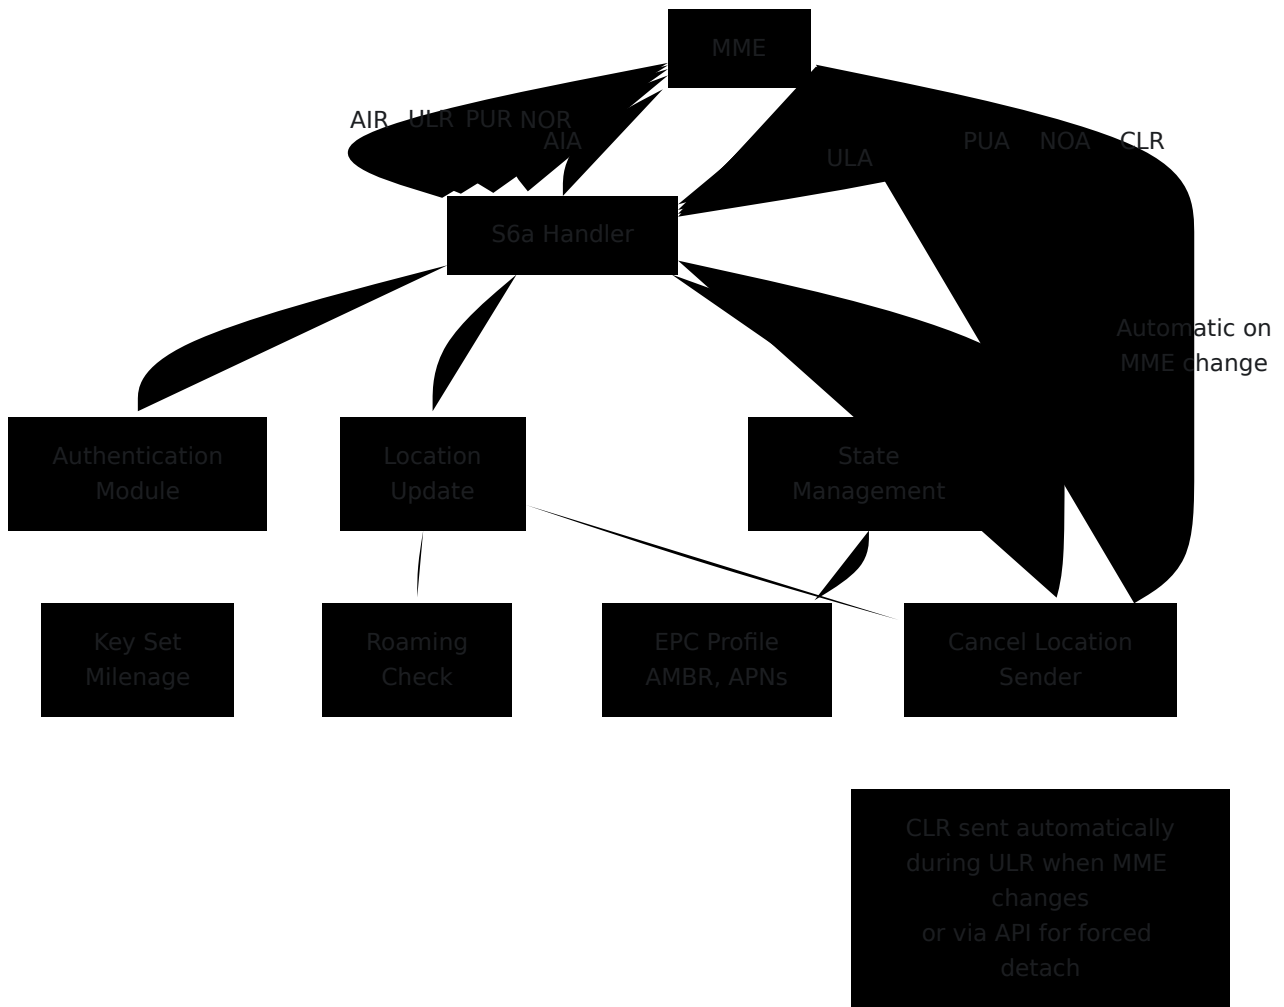 MME
AIR
ULR
PUR
NOR
AIA
ULA
PUA
NOA
CLR
S6a Handler
Automatic on
MME change
Authentication
Module
Location
Update
State
Management
Key Set
Milenage
Roaming
Check
EPC Profile
AMBR, APNs
Cancel Location
Sender
CLR sent automatically
during ULR when MME
changes
or via API for forced
detach